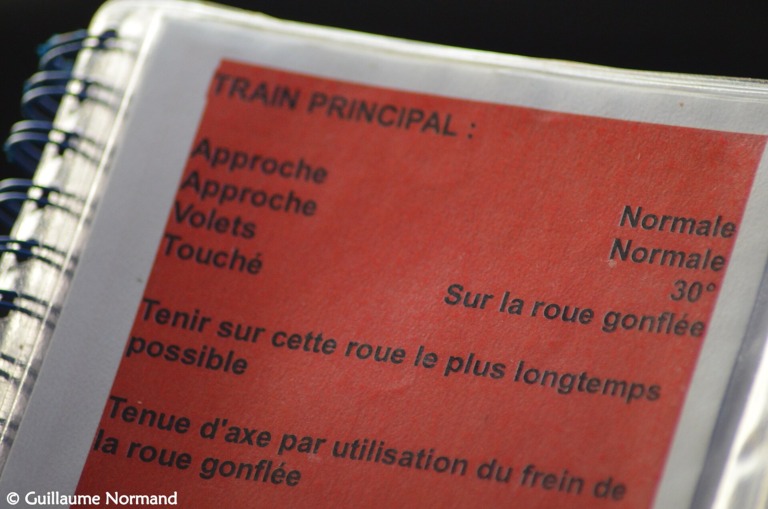 TRAIN PRINCIPAL :
Approche
Approche Normale
Volets Normale
Touché 30°
Sur la roue gonflée
Tenir sur cette roue le plus longtemps
possible
Tenue d'axe par utilisation du frein de
la roue gonflée
© Guillaume Normand